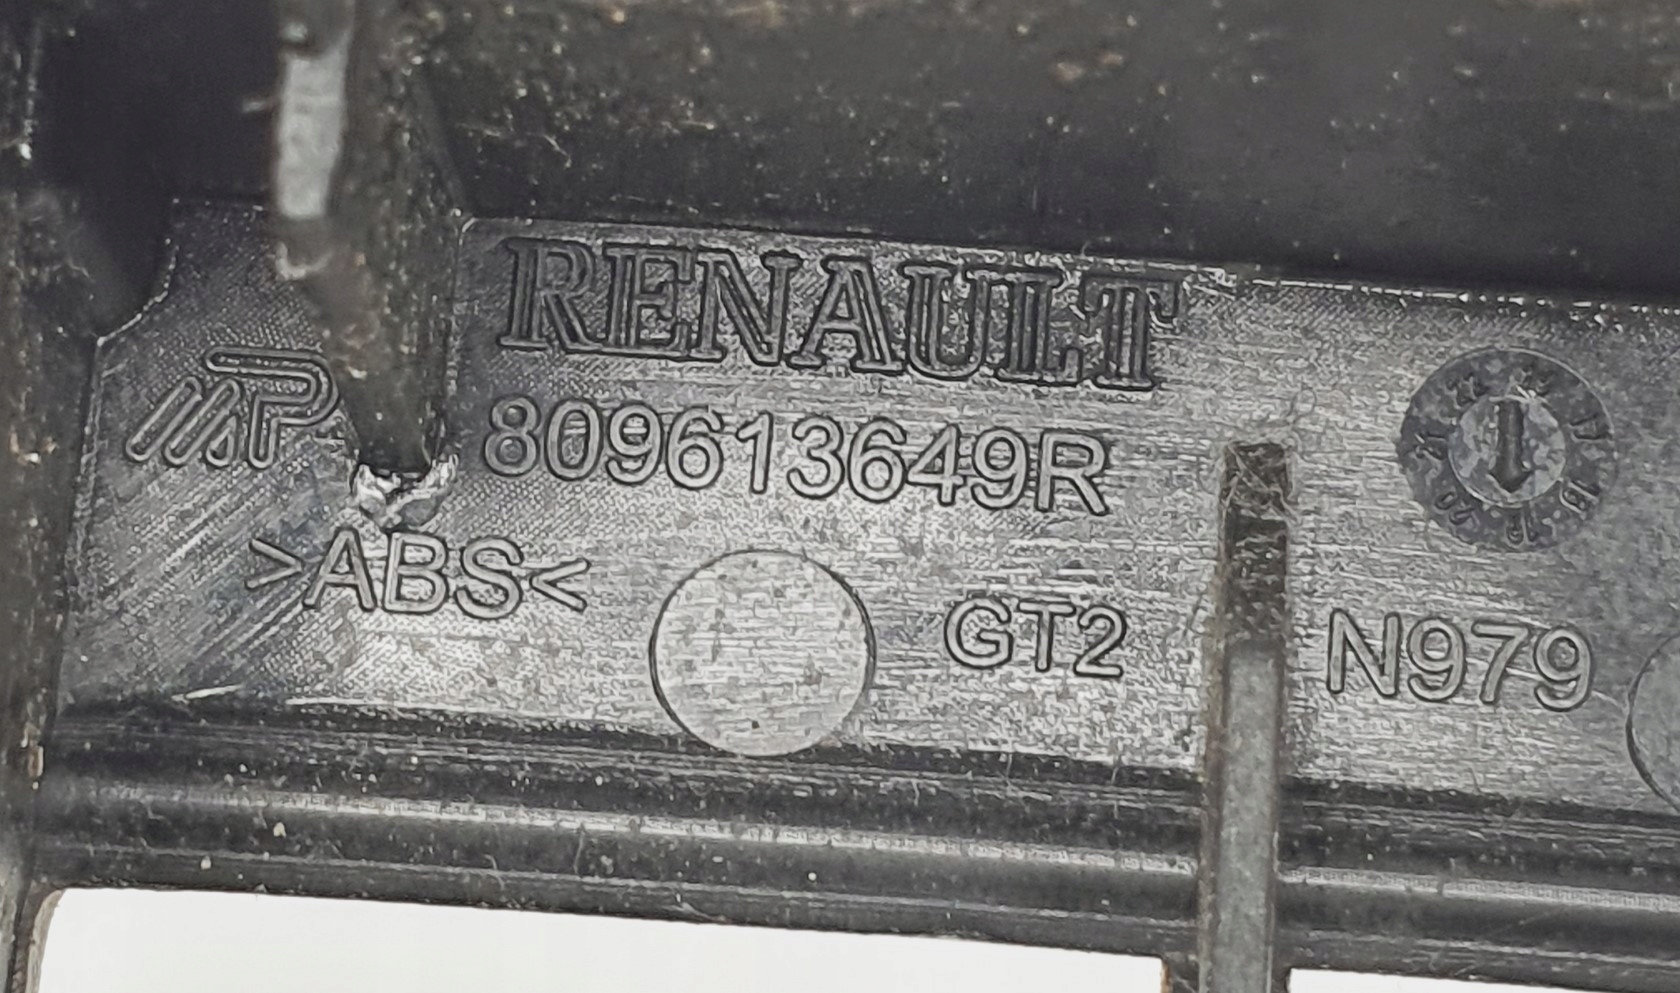 RENAULT
809613649R
>ABS<
GT2
N979